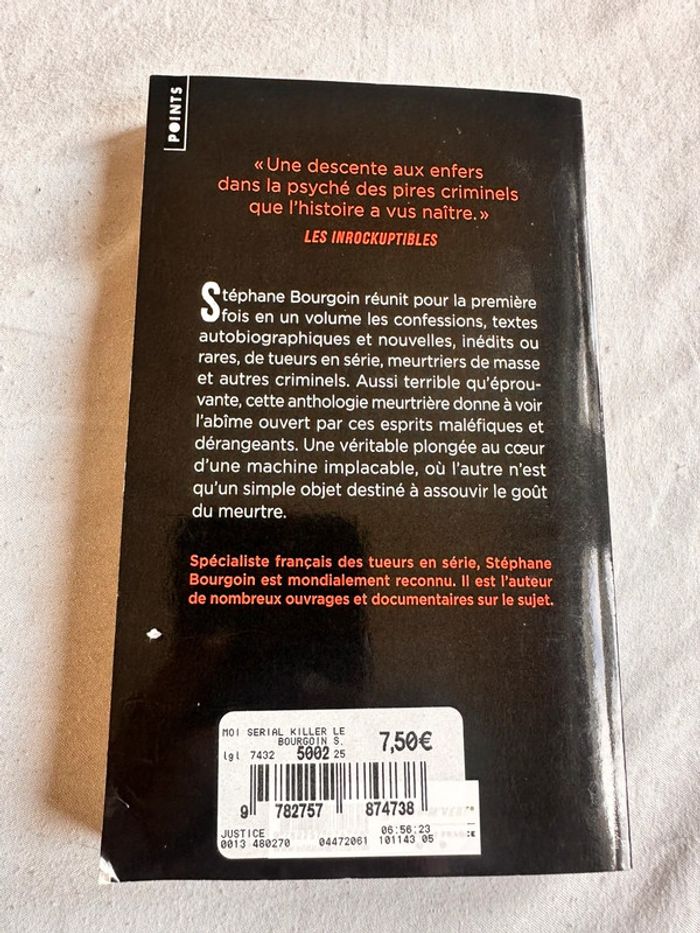 POINTS
« Une descente aux enfers
dans la psyché des pires criminels
que l'histoire a vus naître. »
LES INROCKUPTIBLES
Stéphane Bourgoin réunit pour la première
fois en un volume les confessions, textes
autobiographiques et nouvelles, inédits ou
rares, de tueurs en série, meurtriers de masse
et autres criminels. Aussi terrible qu'éprou-
vante, cette anthologie meurtrière donne à voir
l'abîme ouvert par ces esprits maléfiques et
dérangeants. Une véritable plongée au cœur
d'une machine implacable, où l'autre n'est
qu'un simple objet destiné à assouvir le goût
du meurtre.
Spécialiste français des tueurs en série, Stéphane
Bourgoin est mondialement reconnu. Il est l'auteur
de nombreux ouvrages et documentaires sur le sujet.
MOI SERIAL KILLER LE
BOURGOIN S.
7,50€
lgl 7432 5002 25
9 782757 874738
JUSTICE 06:56:23
0013 480270 04472061 101143 05